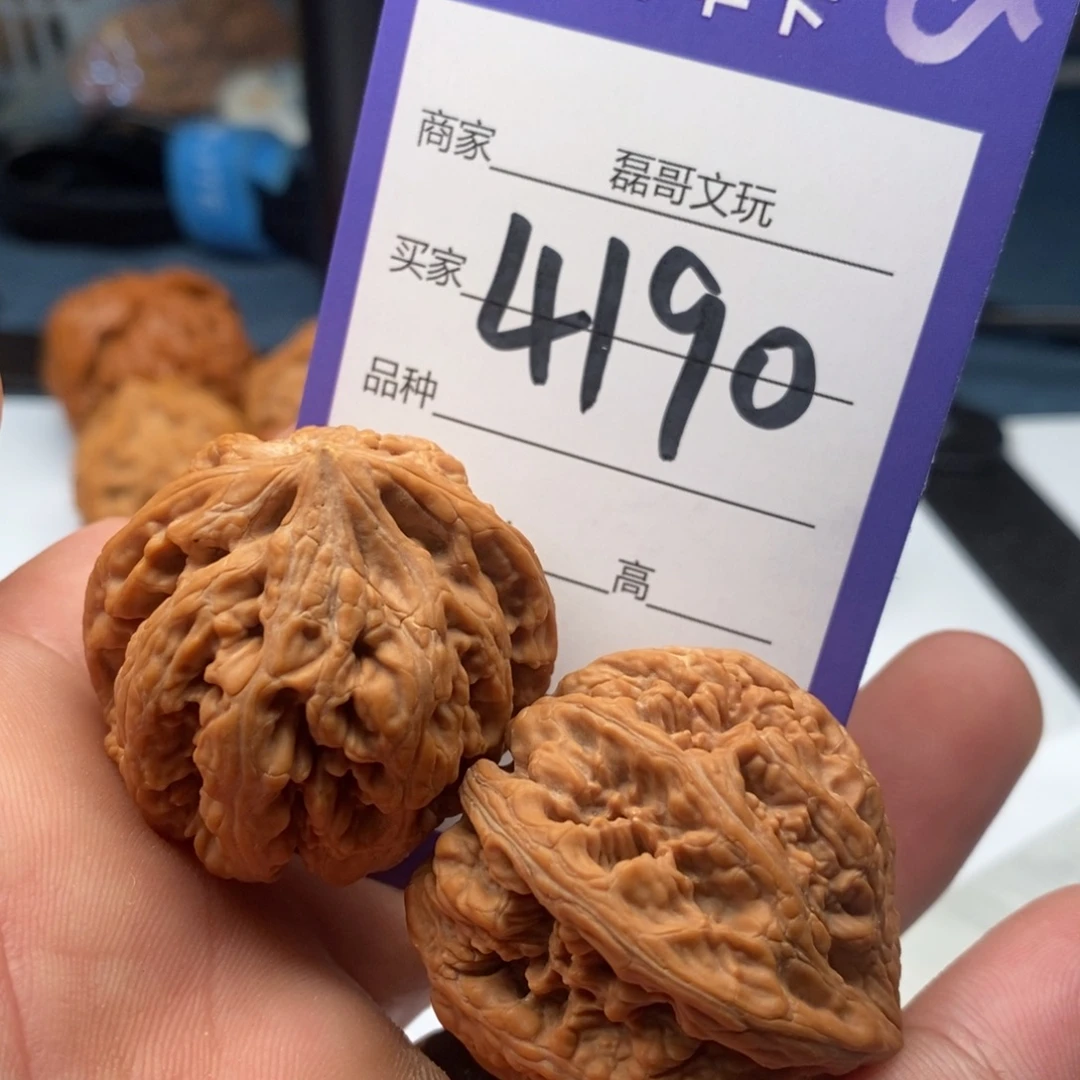 商家 磊哥文玩
买家 4190
品种
高